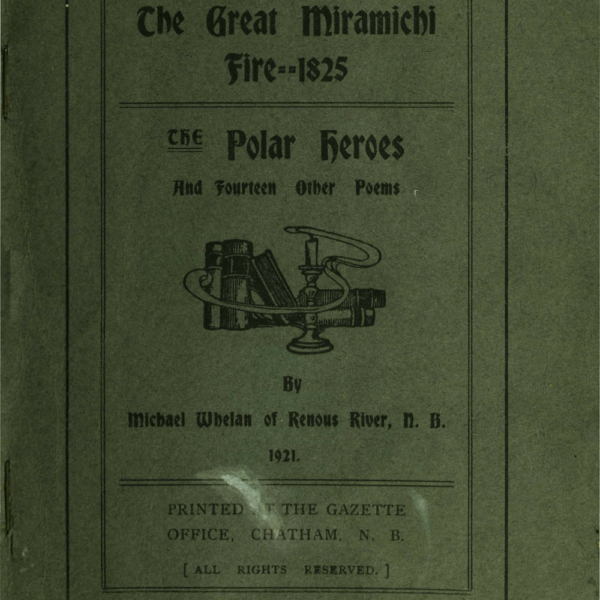 The Great Miramichi
Fire--1825
THE Polar Heroes
And Fourteen Other Poems
By
Michael Whelan of Renous River, N. B.
1921.
PRINTED AT THE GAZETTE
OFFICE, CHATHAM, N. B.
[ ALL RIGHTS RESERVED. ]